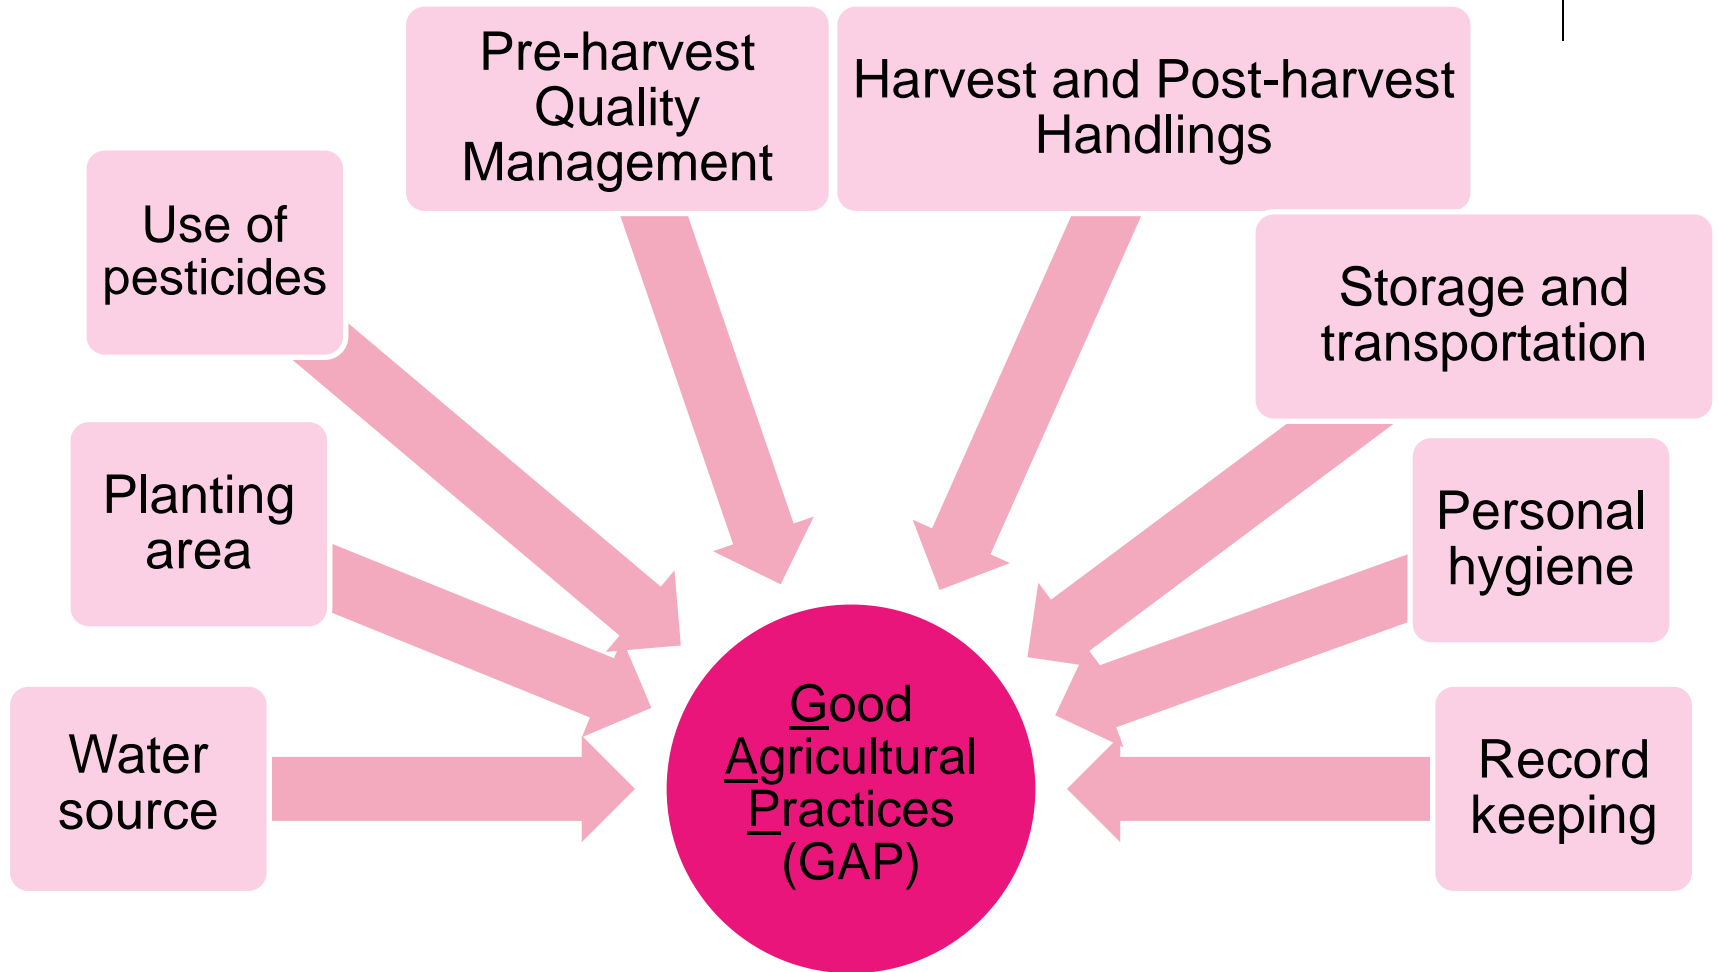 Pre-harvest
Quality
Management
Harvest and Post-harvest
Handlings
Use of
pesticides
Storage and
transportation
Planting
area
Personal
hygiene
Water
source
Good
Agricultural
Practices
(GAP)
Record
keeping